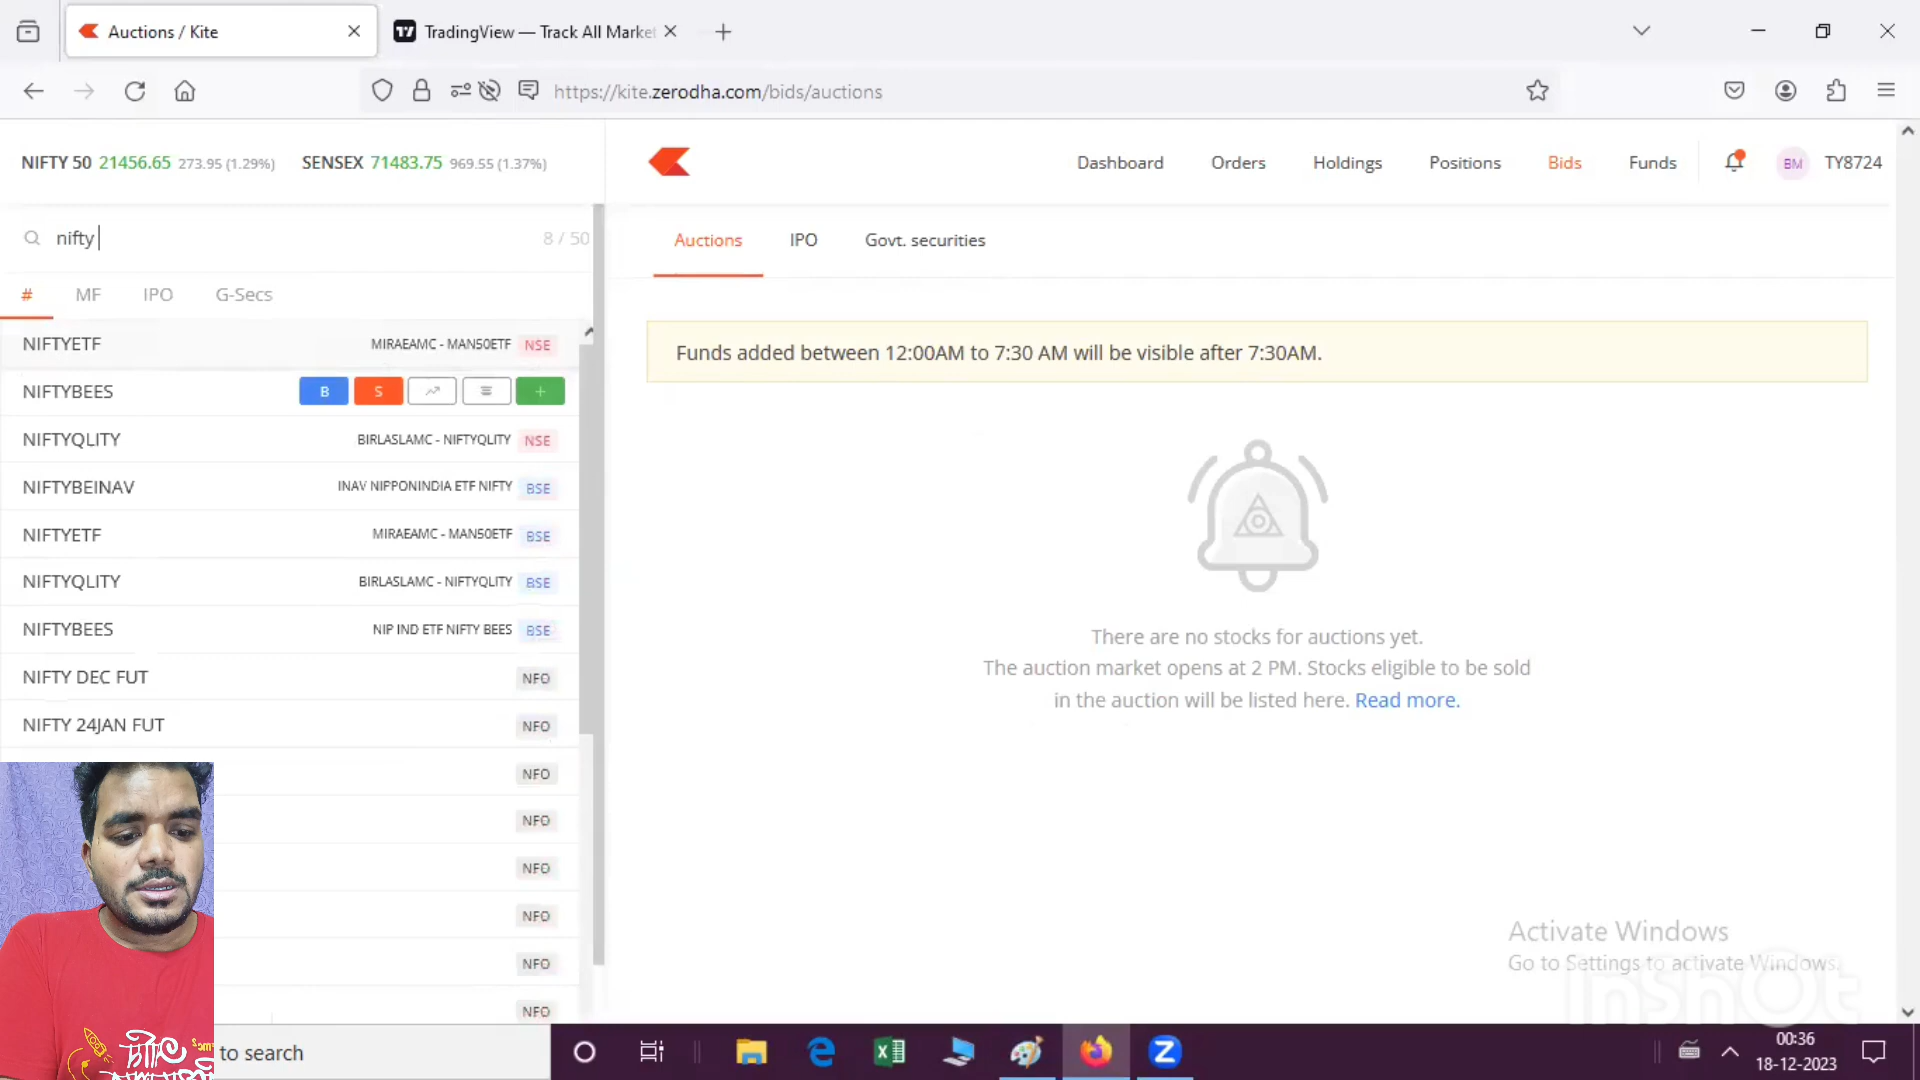 Auctions / Kite
TradingView — Track All Market
https://kite.zerodha.com/bids/auctions
NIFTY 50 21456.65 273.95 (1.29%) SENSEX 71483.75 969.55 (1.37%)
Dashboard Orders Holdings Positions Bids Funds BM TY8724
nifty 8 / 50
# MF IPO G-Secs
Auctions IPO Govt. securities
NIFTYETF MIRAEAMC - MAN50ETF NSE
NIFTYBEES B S +
NIFTYQLITY BIRLASLAMC - NIFTYQLITY NSE
NIFTYBEINAV INAV NIPPONINDIA ETF NIFTY BSE
NIFTYETF MIRAEAMC - MAN50ETF BSE
NIFTYQLITY BIRLASLAMC - NIFTYQLITY BSE
NIFTYBEES NIP IND ETF NIFTY BEES BSE
NIFTY DEC FUT NFO
NIFTY 24JAN FUT NFO
NFO
NFO
NFO
NFO
NFO
NFO
Funds added between 12:00AM to 7:30 AM will be visible after 7:30AM.
There are no stocks for auctions yet.
The auction market opens at 2 PM. Stocks eligible to be sold
in the auction will be listed here. Read more.
Activate Windows
Go to Settings to activate Windows.
InShOt
to search
00:36
18-12-2023